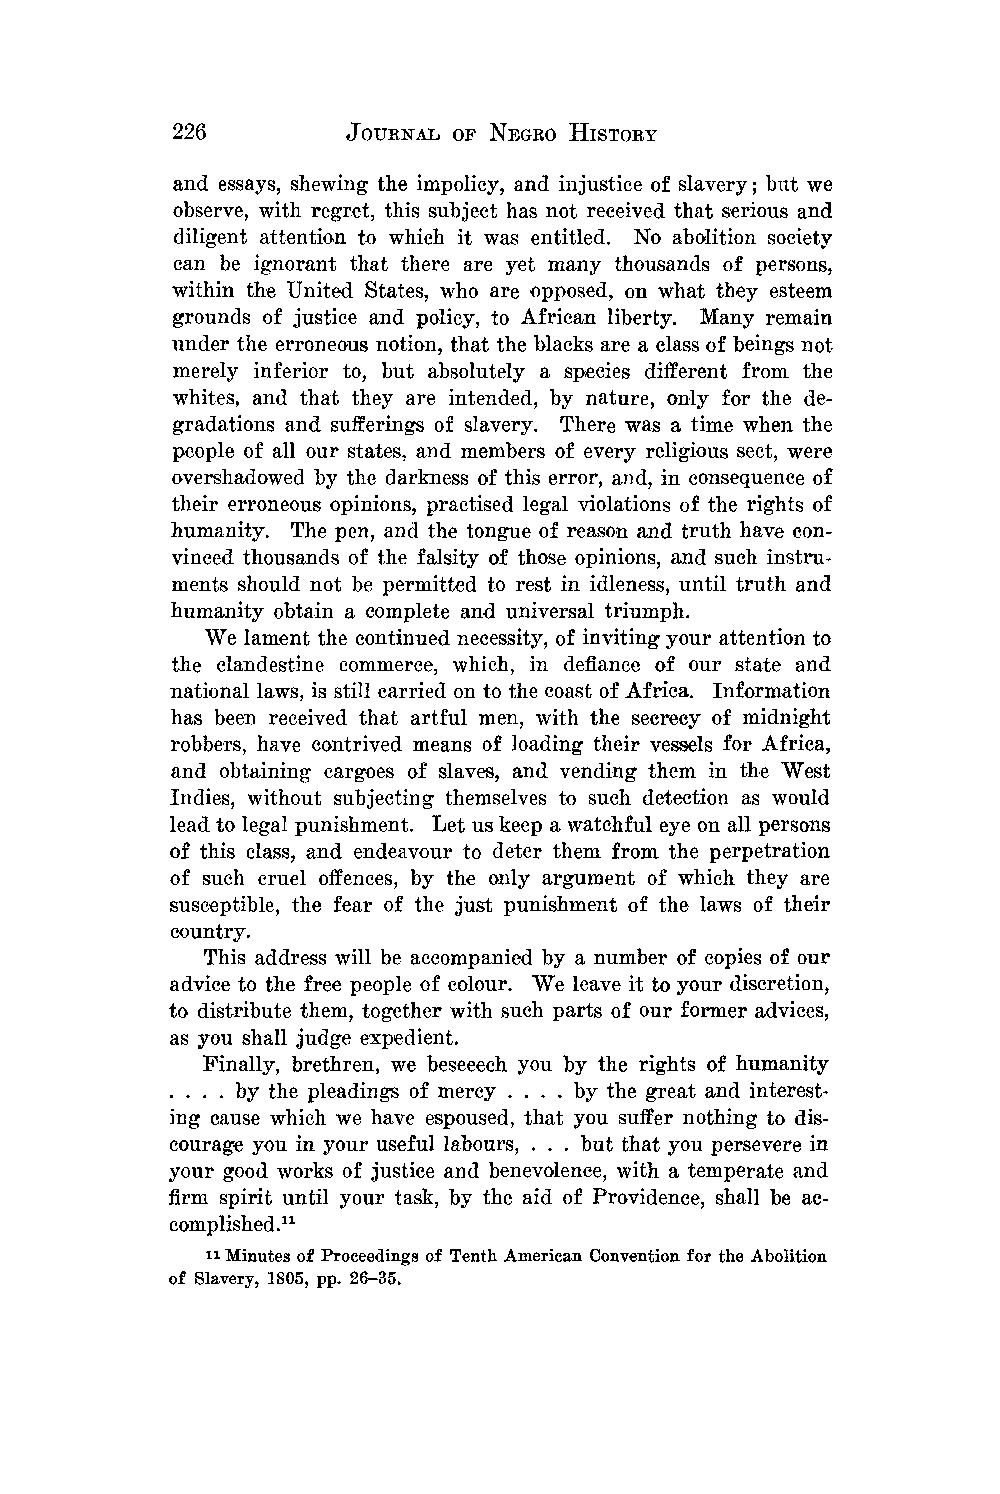 226 JOURNAL OF NEGRO HISTORY
and essays, shewing the impolicy, and injustice of slavery; but we
observe, with regret, this subject has not received that serious and
diligent attention to which it was entitled. No abolition society
can be ignorant that there are yet many thousands of persons,
within the United States, who are opposed, on what they esteem
grounds of justice and policy, to African liberty. Many remain
under the erroneous notion, that the blacks are a class of beings not
merely inferior to, but absolutely a species different from the
whites, and that they are intended, by nature, only for the de-
gradations and sufferings of slavery. There was a time when the
people of all our states, and members of every religious sect, were
overshadowed by the darkness of this error, and, in consequence of
their erroneous opinions, practised legal violations of the rights of
humanity. The pen, and the tongue of reason and truth have con-
vinced thousands of the falsity of those opinions, and such instru-
ments should not be permitted to rest in idleness, until truth and
humanity obtain a complete and universal triumph.
We lament the continued necessity, of inviting your attention to
the clandestine commerce, which, in defiance of our state and
national laws, is still carried on to the coast of Africa. Information
has been received that artful men, with the secrecy of midnight
robbers, have contrived means of loading their vessels for Africa,
and obtaining cargoes of slaves, and vending them in the West
Indies, without subjecting themselves to such detection as would
lead to legal punishment. Let us keep a watchful eye on all persons
of this class, and endeavour to deter them from the perpetration
of such cruel offences, by the only argument of which they are
susceptible, the fear of the just punishment of the laws of their
country.
This address will be accompanied by a number of copies of our
advice to the free people of colour. We leave it to your discretion,
to distribute them, together with such parts of our former advices,
as you shall judge expedient.
Finally, brethren, we beseeech you by the rights of humanity
. . . . by the pleadings of mercy . . . . by the great and interest-
ing cause which we have espoused, that you suffer nothing to dis-
courage you in your useful labours, . . . but that you persevere in
your good works of justice and benevolence, with a temperate and
firm spirit until your task, by the aid of Providence, shall be ac-
complished.¹¹
¹¹ Minutes of Proceedings of Tenth American Convention for the Abolition
of Slavery, 1805, pp. 26–35.